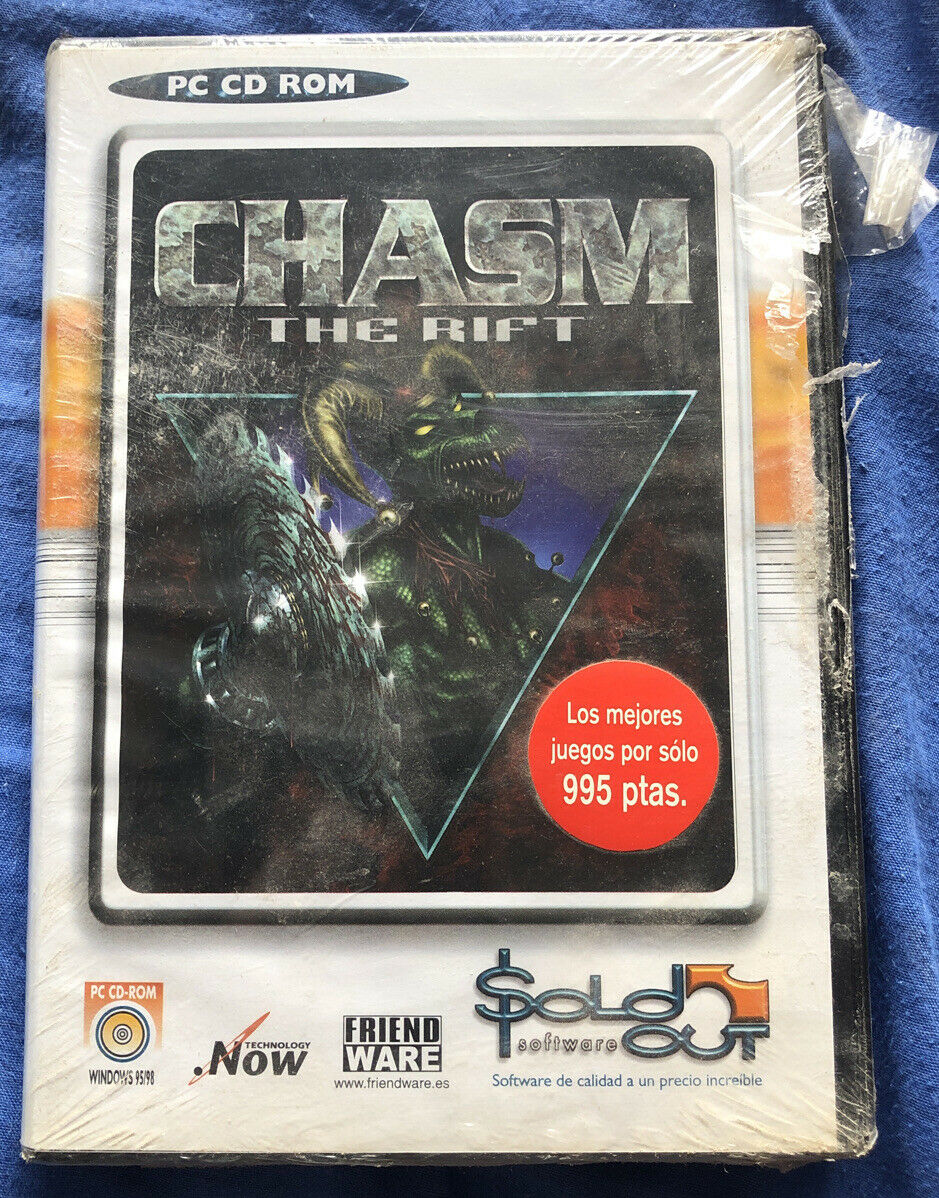 PC CD ROM
CHASM
THE RIFT
Los mejores
juegos por sólo
995 ptas.
PC CD-ROM
WINDOWS 95/98
TECHNOLOGY
.Now
FRIEND
WARE
www.friendware.es
SOLD
software OUT
Software de calidad a un precio increíble